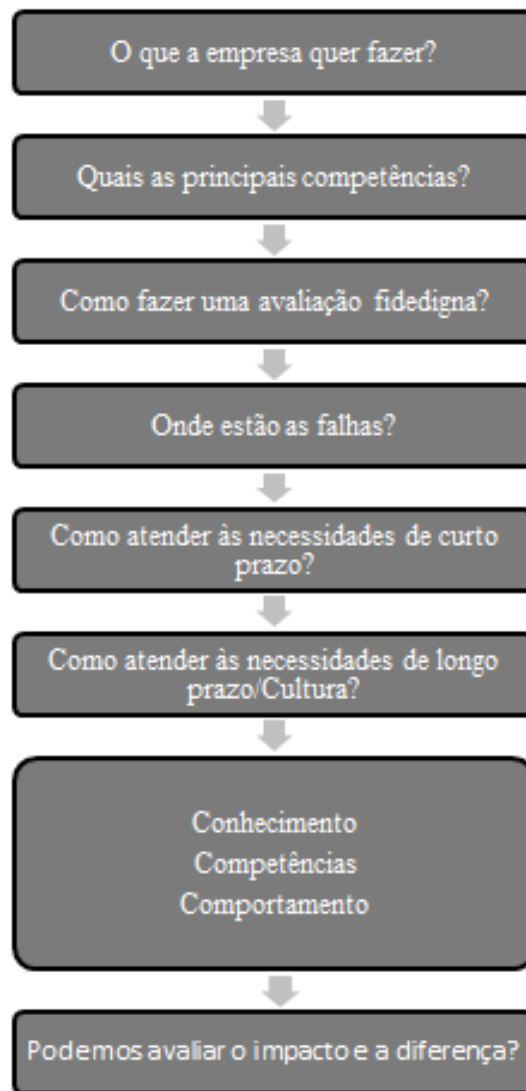 O que a empresa quer fazer?
Quais as principais competências?
Como fazer uma avaliação fidedigna?
Onde estão as falhas?
Como atender às necessidades de curto
prazo?
Como atender às necessidades de longo
prazo/Cultura?
Conhecimento
Competências
Comportamento
Podemos avaliar o impacto e a diferença?